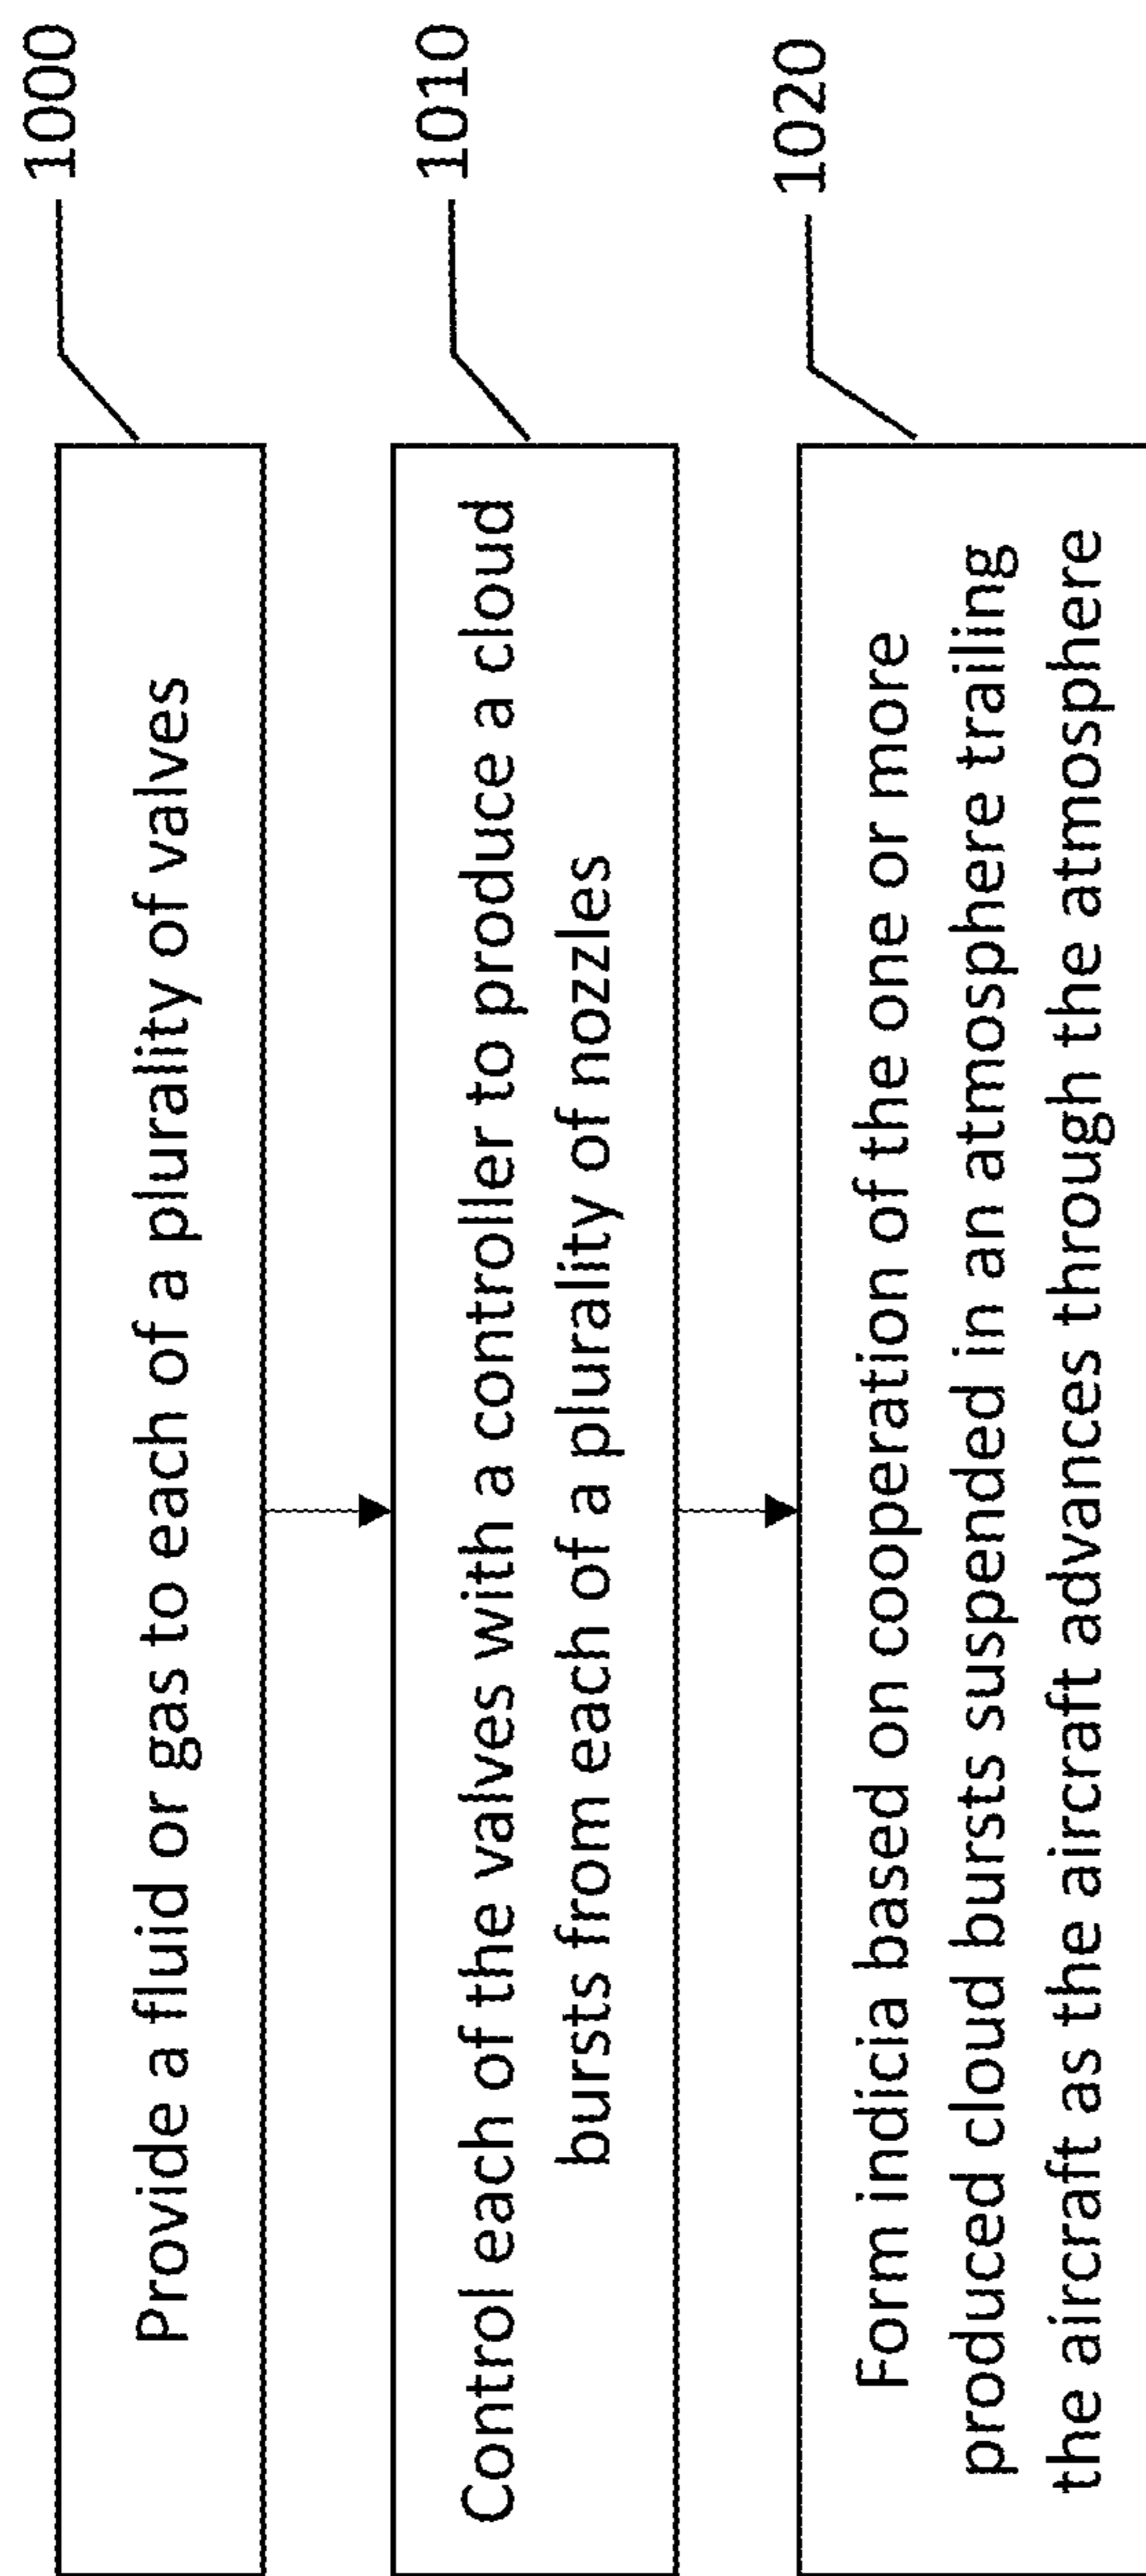 Provide a fluid or gas to each of a plurality of valves
1000
Control each of the valves with a controller to produce a cloud
bursts from each of a plurality of nozzles
1010
Form indicia based on cooperation of the one or more
produced cloud bursts suspended in an atmosphere trailing
the aircraft as the aircraft advances through the atmosphere
1020